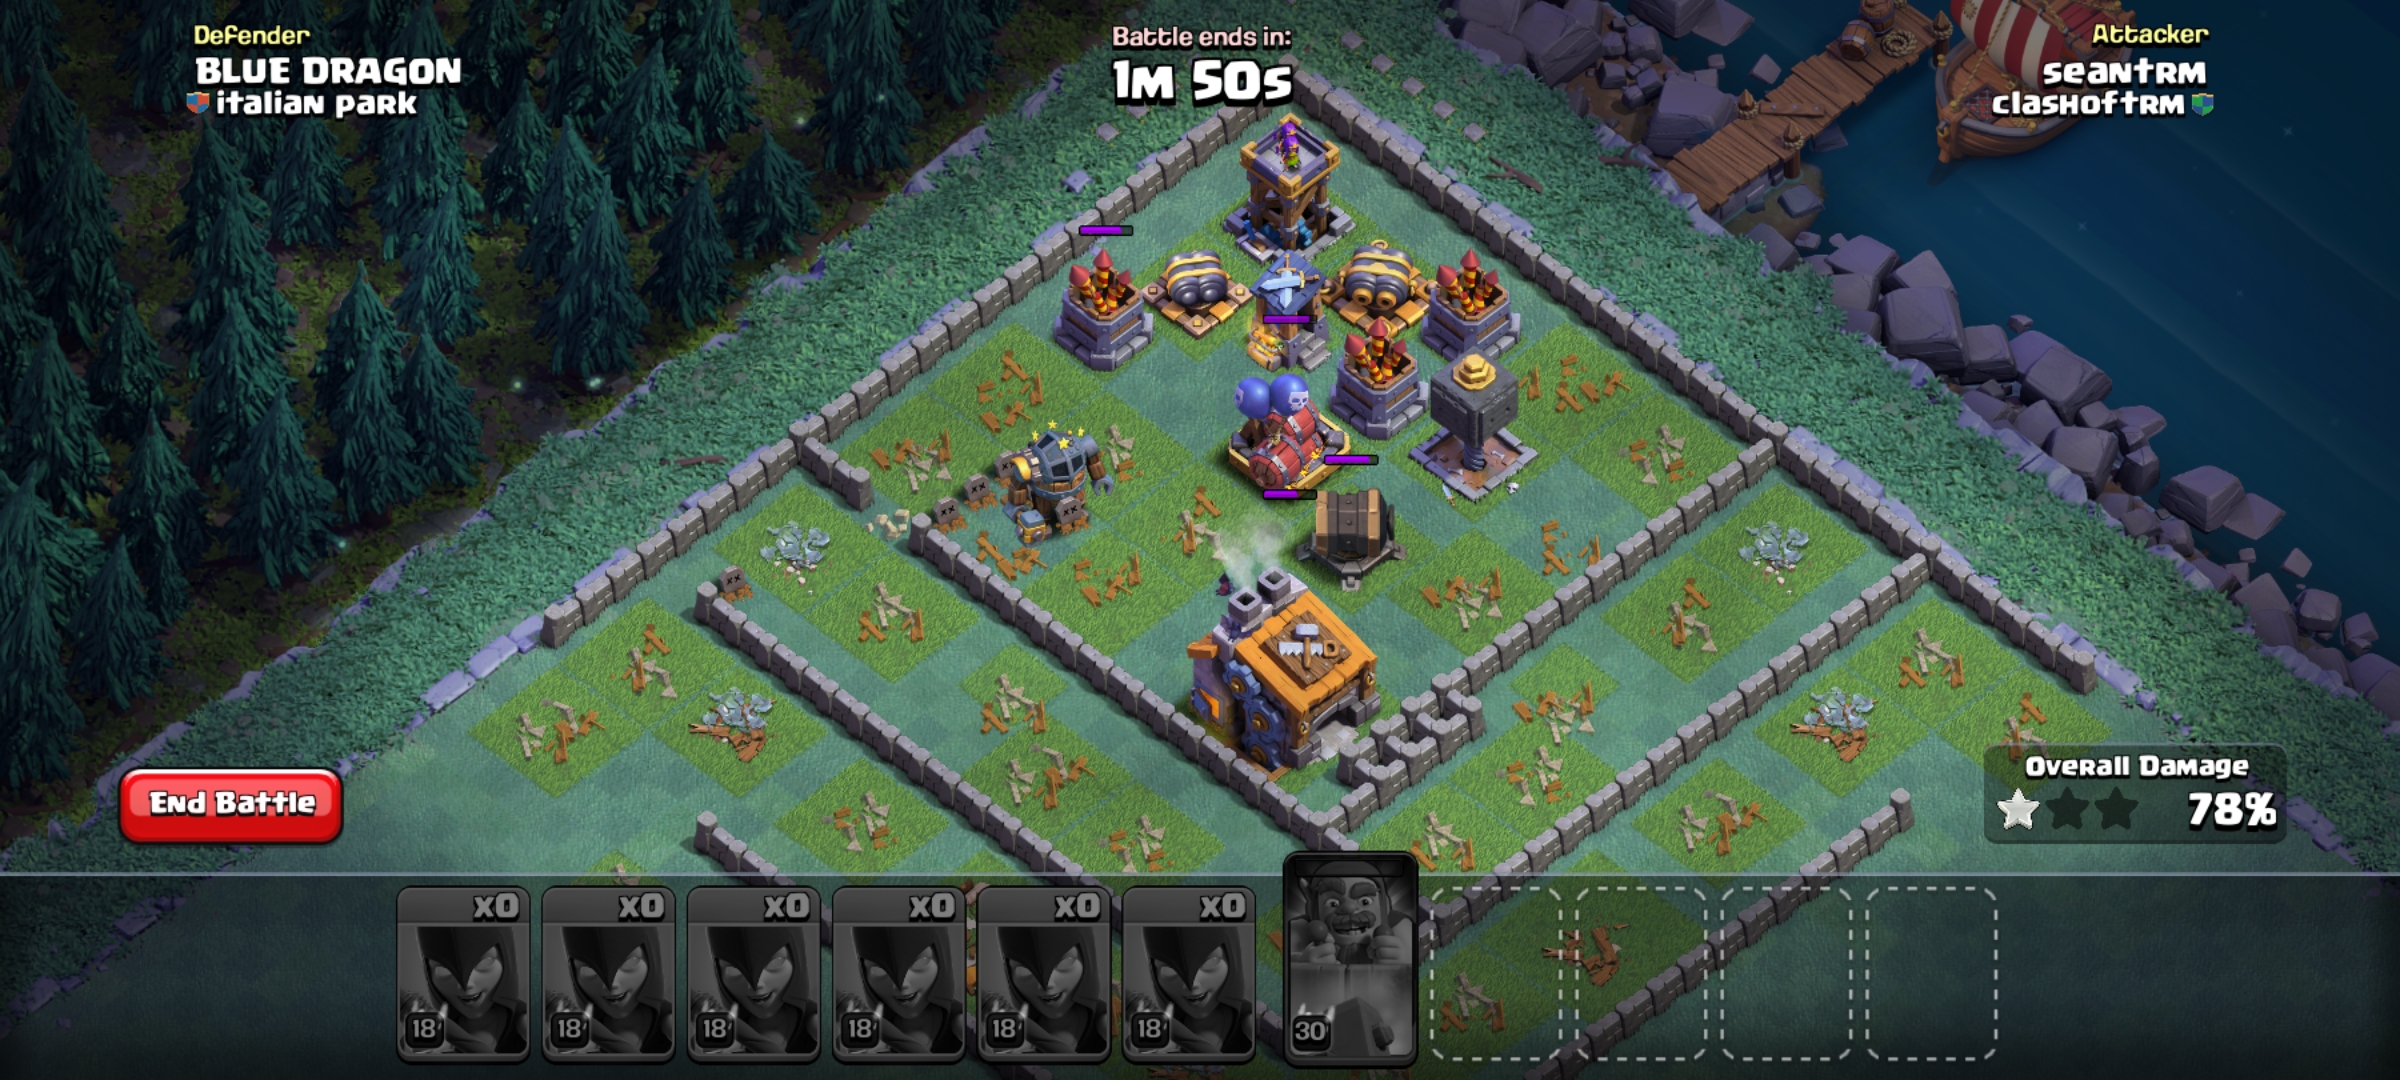 Defender
BLUE DRAGON
italian park
Battle ends in:
1M 50s
Attacker
seantRM
clashoftRM
End Battle
Overall Damage
78%
x0
x0
x0
x0
x0
x0
18
18
18
18
18
18
30